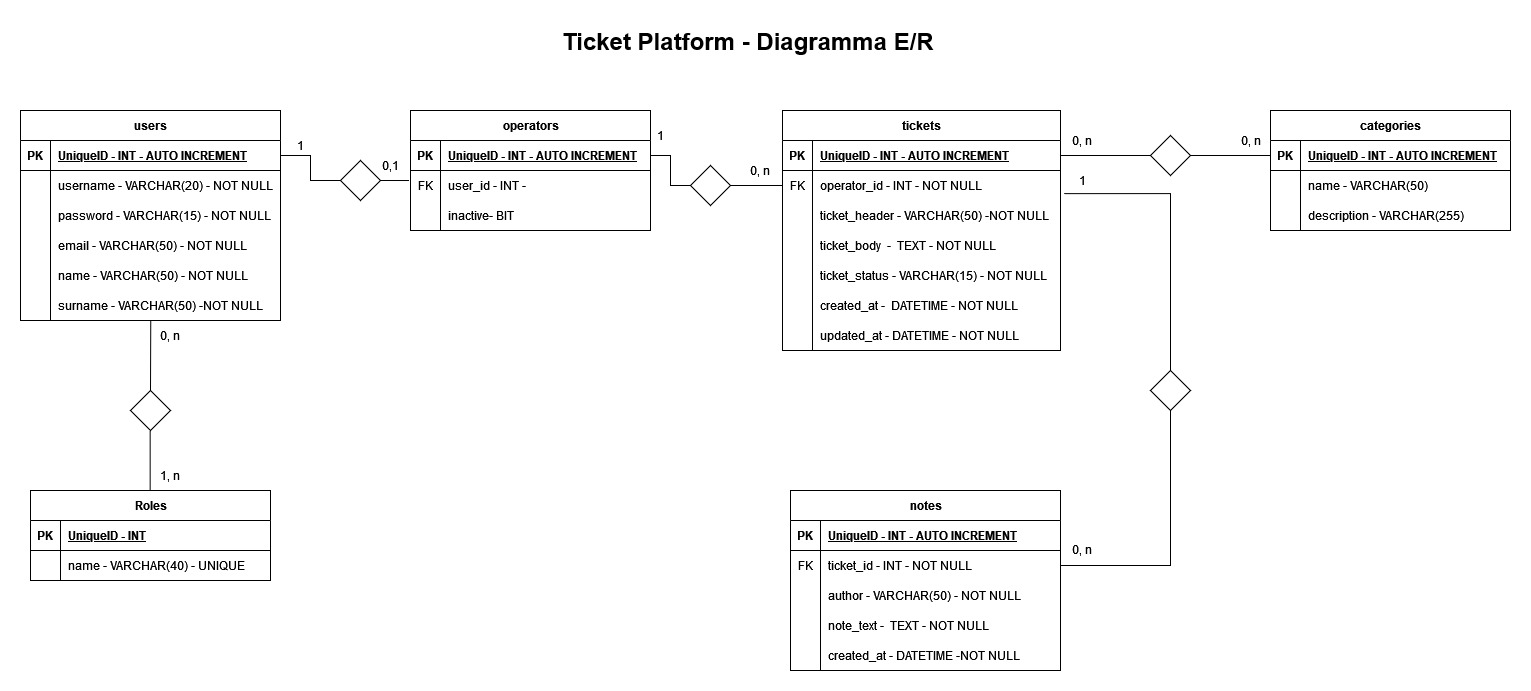 Ticket Platform - Diagramma E/R
users
PK UniqueID - INT - AUTO INCREMENT
username - VARCHAR(20) - NOT NULL
password - VARCHAR(15) - NOT NULL
email - VARCHAR(50) - NOT NULL
name - VARCHAR(50) - NOT NULL
surname - VARCHAR(50) -NOT NULL
1
0,1
operators
PK UniqueID - INT - AUTO INCREMENT
FK user_id - INT -
inactive- BIT
1
0, n
tickets
PK UniqueID - INT - AUTO INCREMENT
FK operator_id - INT - NOT NULL
ticket_header - VARCHAR(50) -NOT NULL
ticket_body - TEXT - NOT NULL
ticket_status - VARCHAR(15) - NOT NULL
created_at - DATETIME - NOT NULL
updated_at - DATETIME - NOT NULL
0, n
0, n
1
categories
PK UniqueID - INT - AUTO INCREMENT
name - VARCHAR(50)
description - VARCHAR(255)
0, n
1, n
Roles
PK UniqueID - INT
name - VARCHAR(40) - UNIQUE
notes
PK UniqueID - INT - AUTO INCREMENT
FK ticket_id - INT - NOT NULL
author - VARCHAR(50) - NOT NULL
note_text - TEXT - NOT NULL
created_at - DATETIME -NOT NULL
0, n